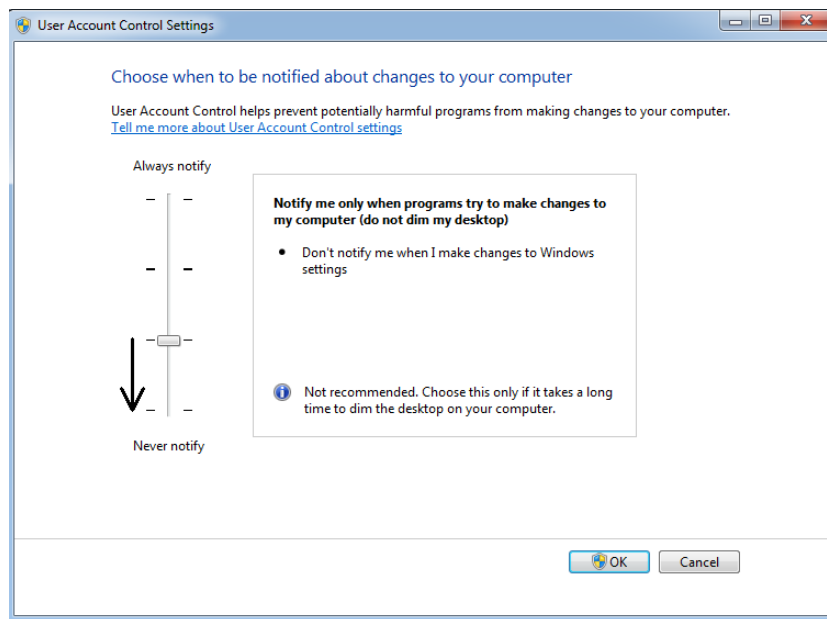 User Account Control Settings
Choose when to be notified about changes to your computer
User Account Control helps prevent potentially harmful programs from making changes to your computer.
Tell me more about User Account Control settings
Always notify
Notify me only when programs try to make changes to
my computer (do not dim my desktop)
• Don't notify me when I make changes to Windows
settings
Not recommended. Choose this only if it takes a long
time to dim the desktop on your computer.
Never notify
OK
Cancel